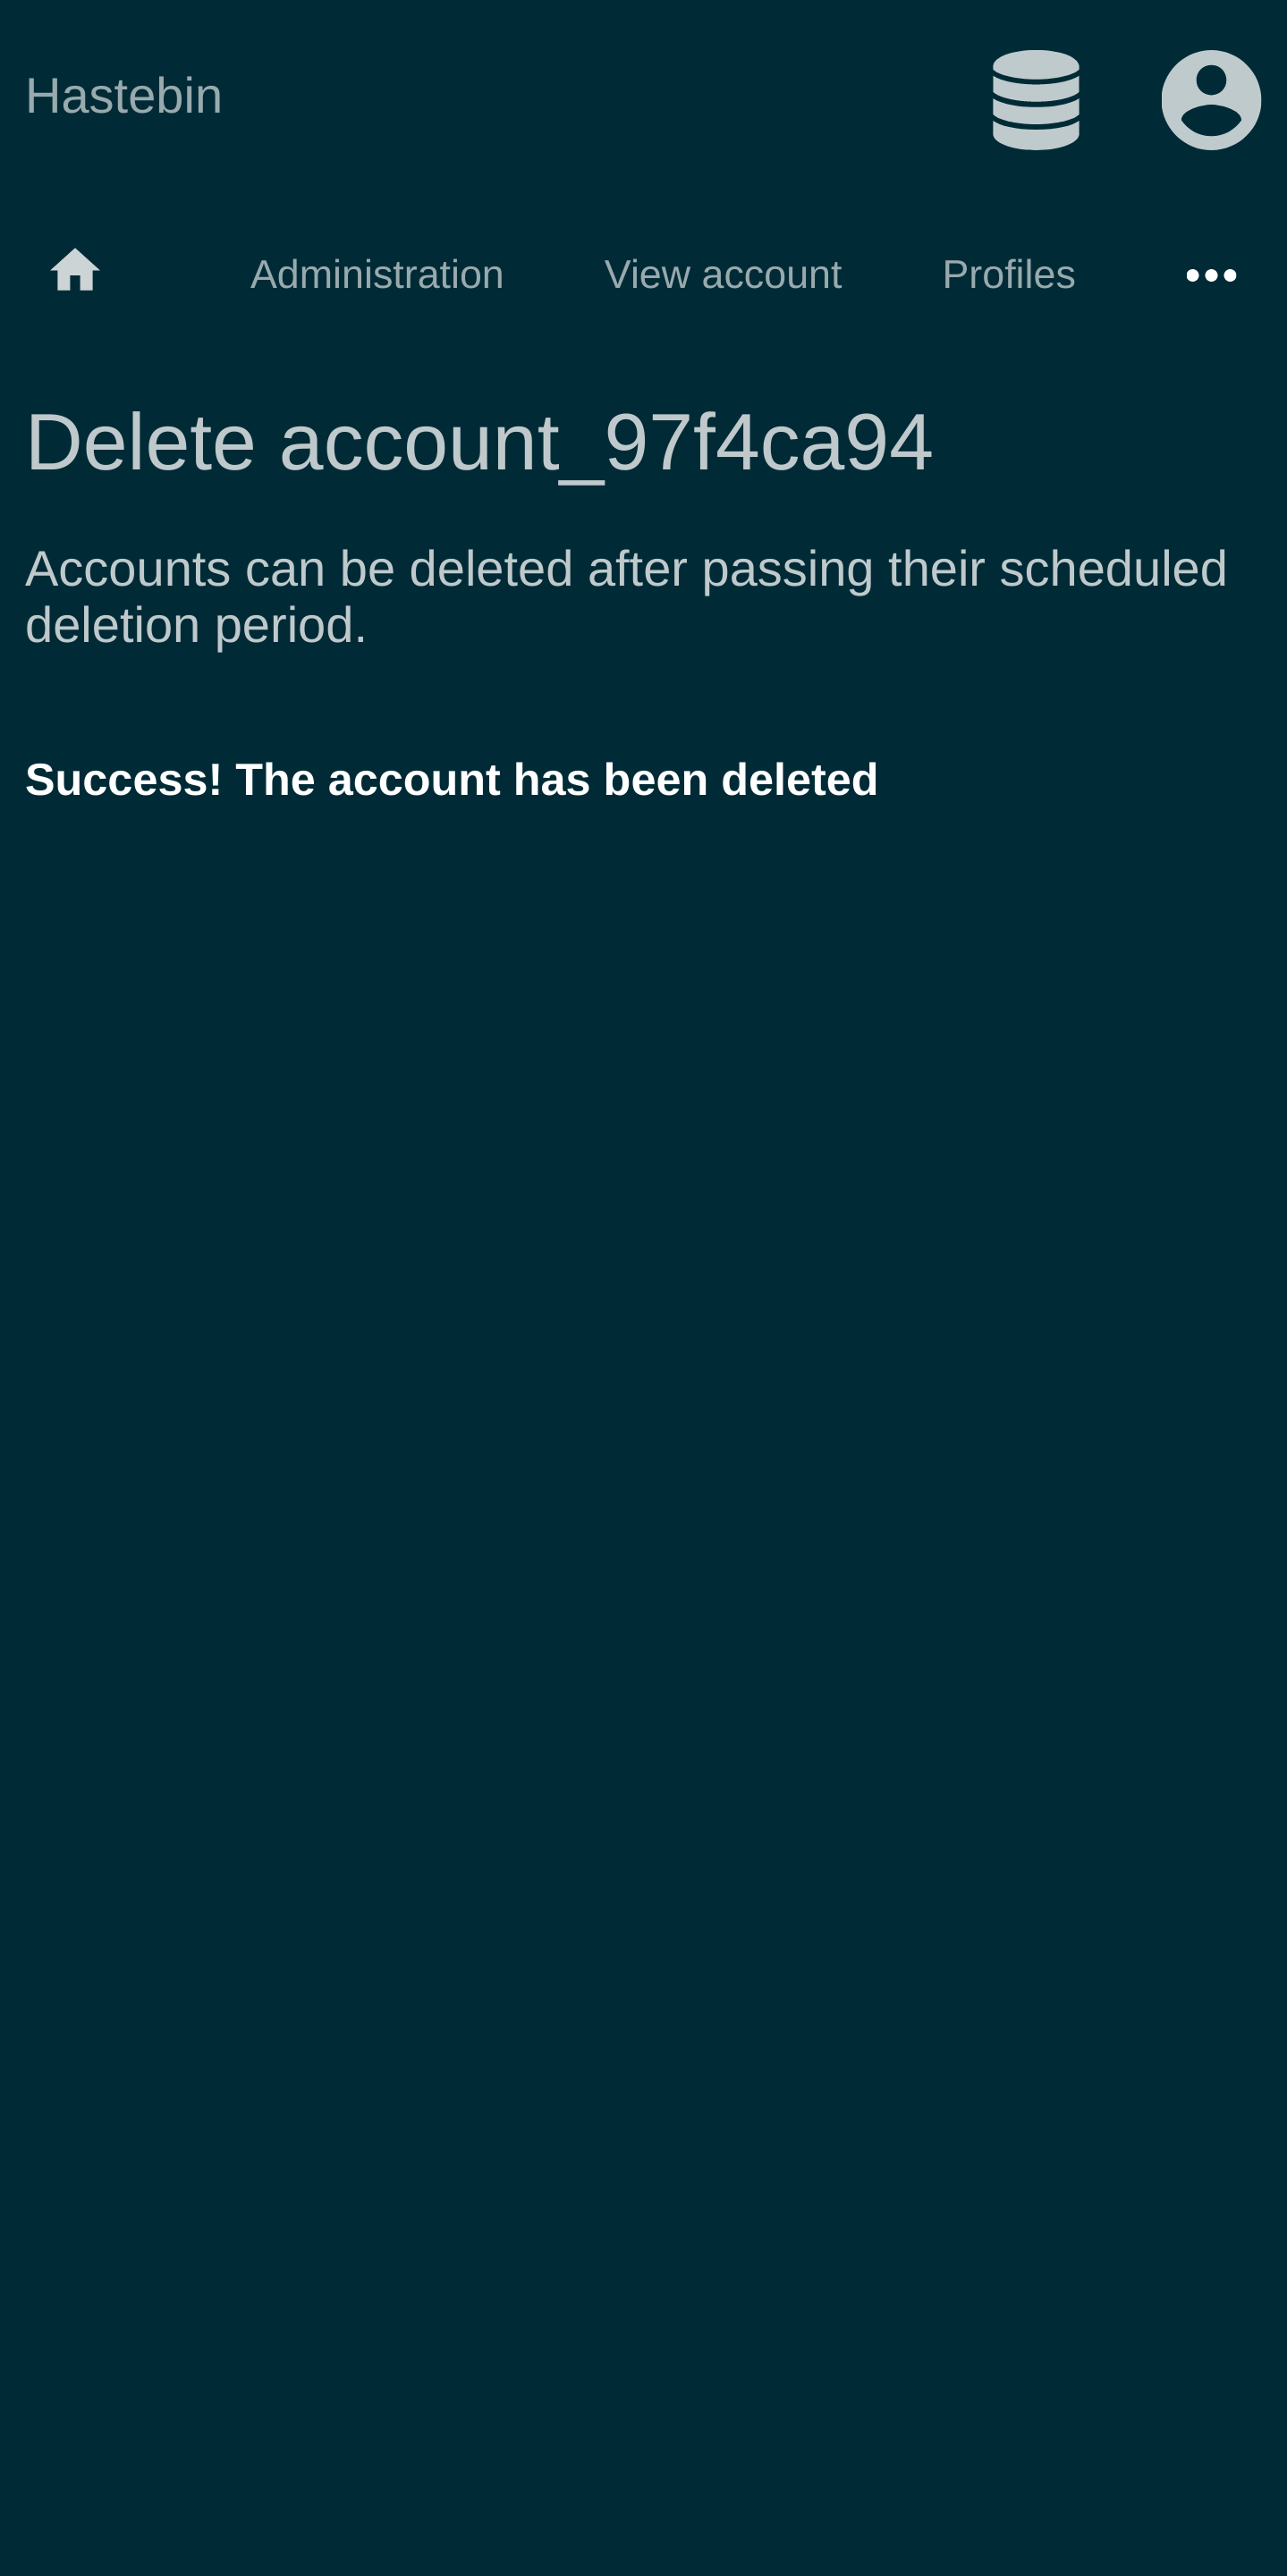 Hastebin
Administration View account Profiles
Delete account_97f4ca94
Accounts can be deleted after passing their scheduled
deletion period.
Success! The account has been deleted